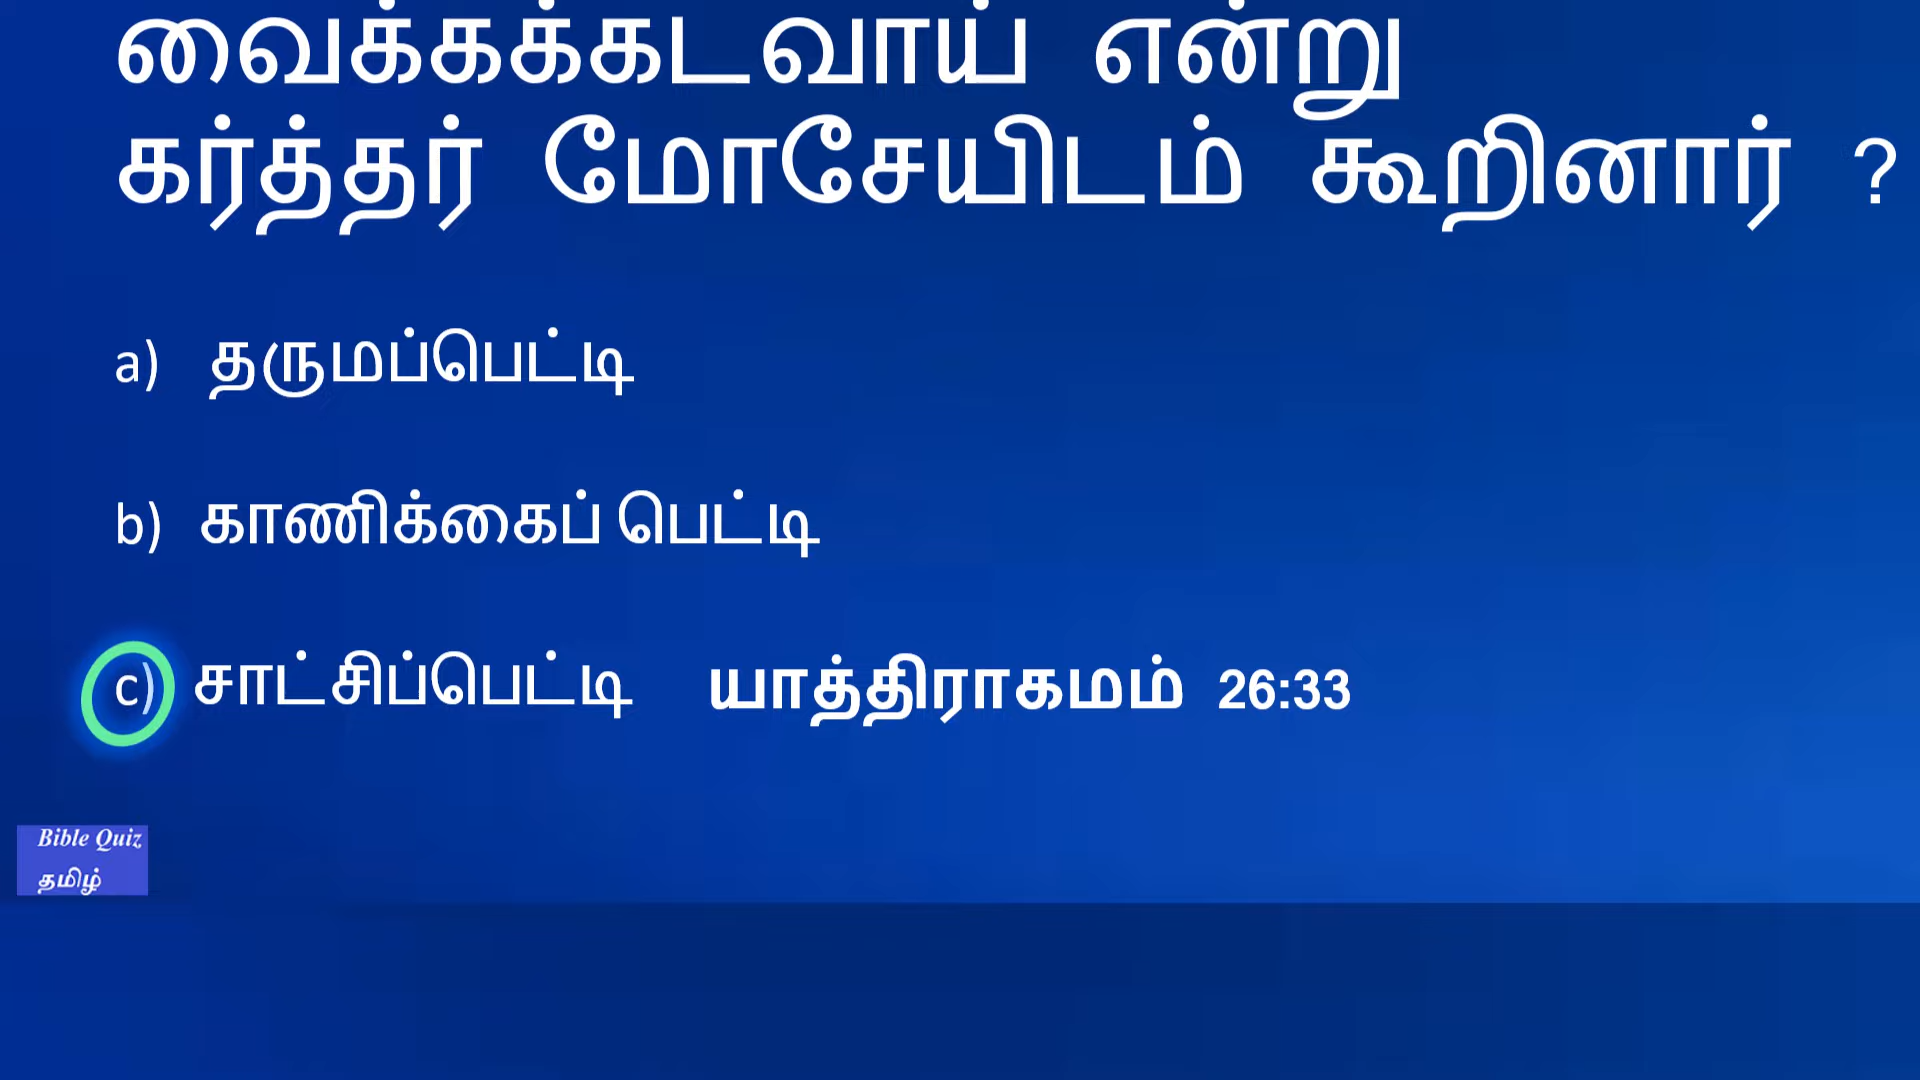 வைக்கக்கடவாய் என்று
கர்த்தர் மோசேயிடம் கூறினார் ?
a) தருமப்பெட்டி
b) காணிக்கைப் பெட்டி
c) சாட்சிப்பெட்டி யாத்திராகமம் 26:33
Bible Quiz
தமிழ்